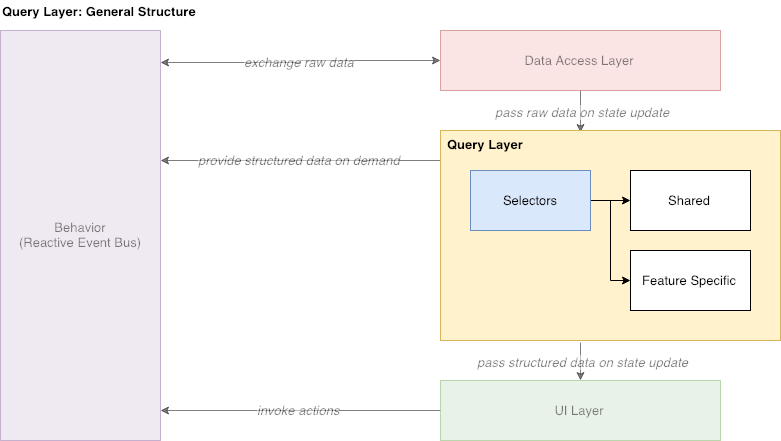 Query Layer: General Structure
exchange raw data
Data Access Layer
pass raw data on state update
Query Layer
provide structured data on demand
Selectors
Shared
Behavior
(Reactive Event Bus)
Feature Specific
pass structured data on state update
invoke actions
UI Layer